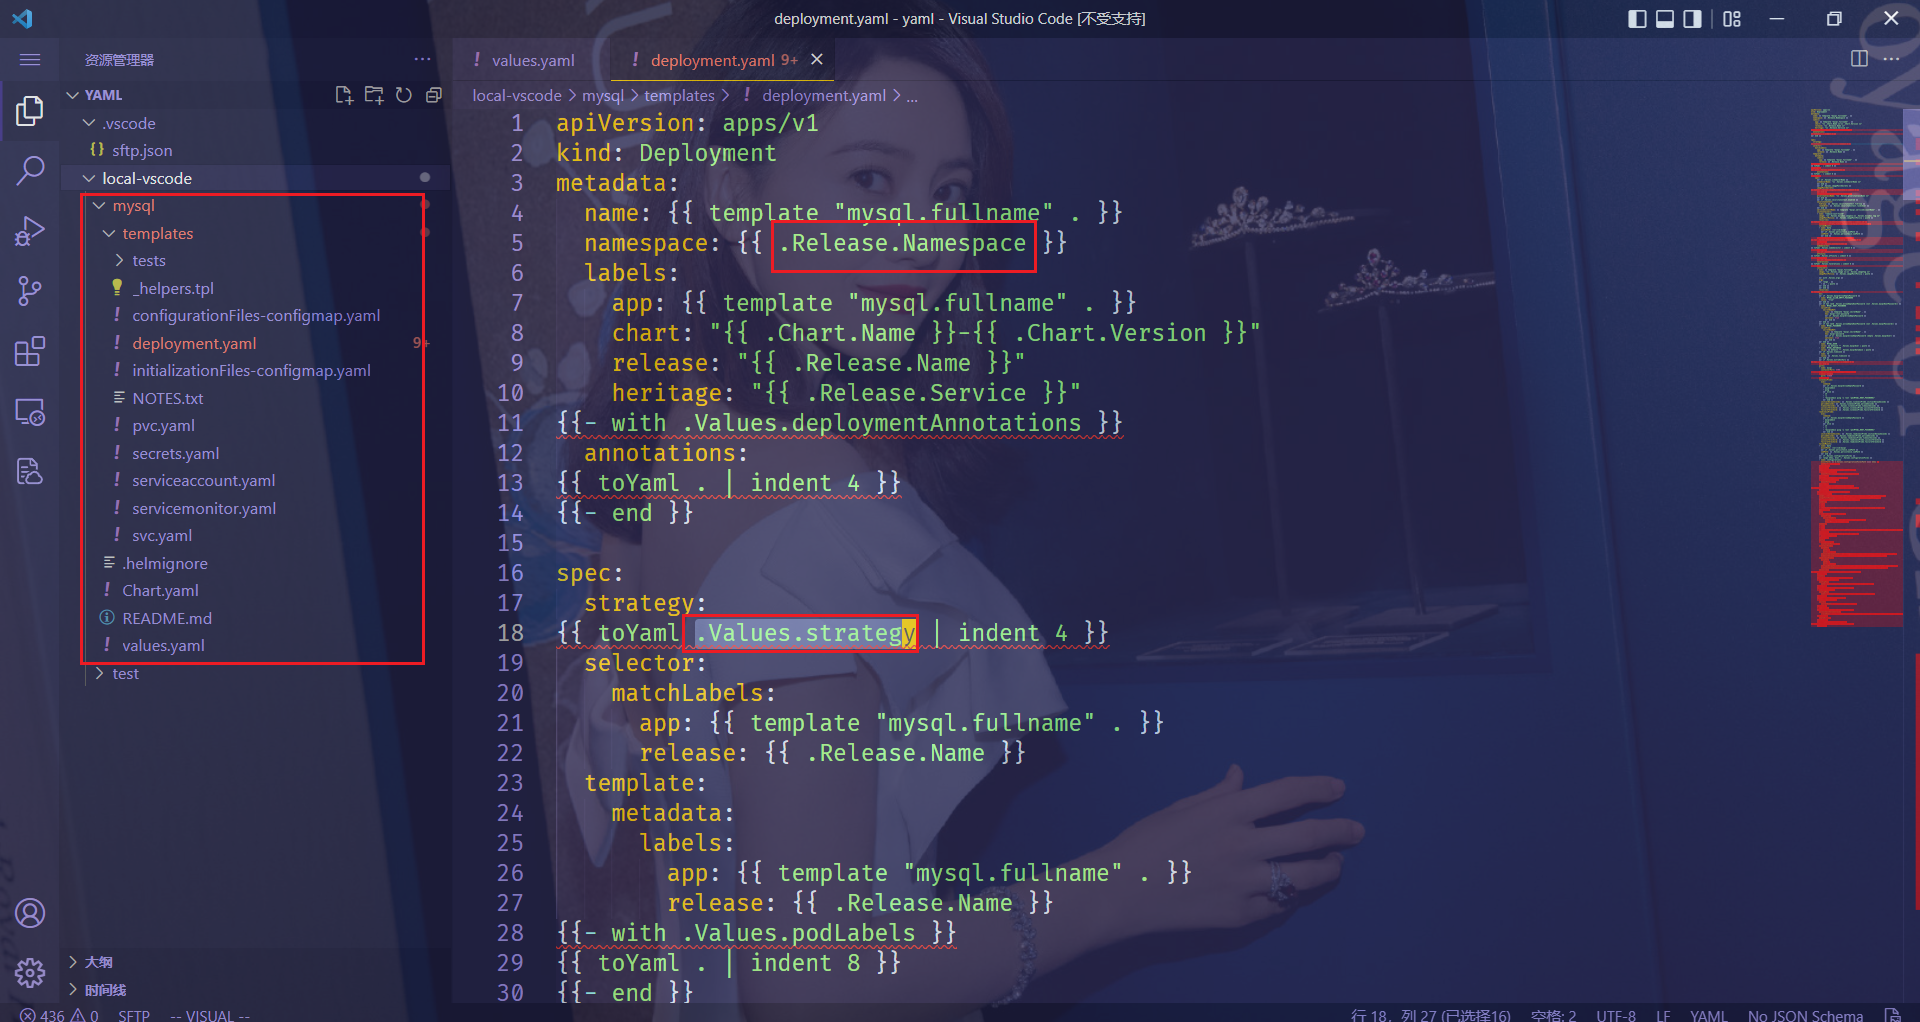 deployment.yaml - yaml - Visual Studio Code [不受支持]
资源管理器
YAML
.vscode
sftp.json
local-vscode
mysql
templates
tests
_helpers.tpl
configurationFiles-configmap.yaml
deployment.yaml 9+
initializationFiles-configmap.yaml
NOTES.txt
pvc.yaml
secrets.yaml
serviceaccount.yaml
servicemonitor.yaml
svc.yaml
.helmignore
Chart.yaml
README.md
values.yaml
test
大纲
时间线
values.yaml
deployment.yaml 9+
local-vscode > mysql > templates > ! deployment.yaml > ...
1 apiVersion: apps/v1
2 kind: Deployment
3 metadata:
4 name: {{ template "mysql.fullname" . }}
5 namespace: {{ .Release.Namespace }}
6 labels:
7 app: {{ template "mysql.fullname" . }}
8 chart: "{{ .Chart.Name }}-{{ .Chart.Version }}"
9 release: "{{ .Release.Name }}"
10 heritage: "{{ .Release.Service }}"
11 {{- with .Values.deploymentAnnotations }}
12 annotations:
13 {{ toYaml . | indent 4 }}
14 {{- end }}
15
16 spec:
17 strategy:
18 {{ toYaml .Values.strategy | indent 4 }}
19 selector:
20 matchLabels:
21 app: {{ template "mysql.fullname" . }}
22 release: {{ .Release.Name }}
23 template:
24 metadata:
25 labels:
26 app: {{ template "mysql.fullname" . }}
27 release: {{ .Release.Name }}
28 {{- with .Values.podLabels }}
29 {{ toYaml . | indent 8 }}
30 {{- end }}
436 0 SFTP -- VISUAL -- 行 18，列 27 (已选择16) 空格: 2 UTF-8 LF YAML No JSON Schema